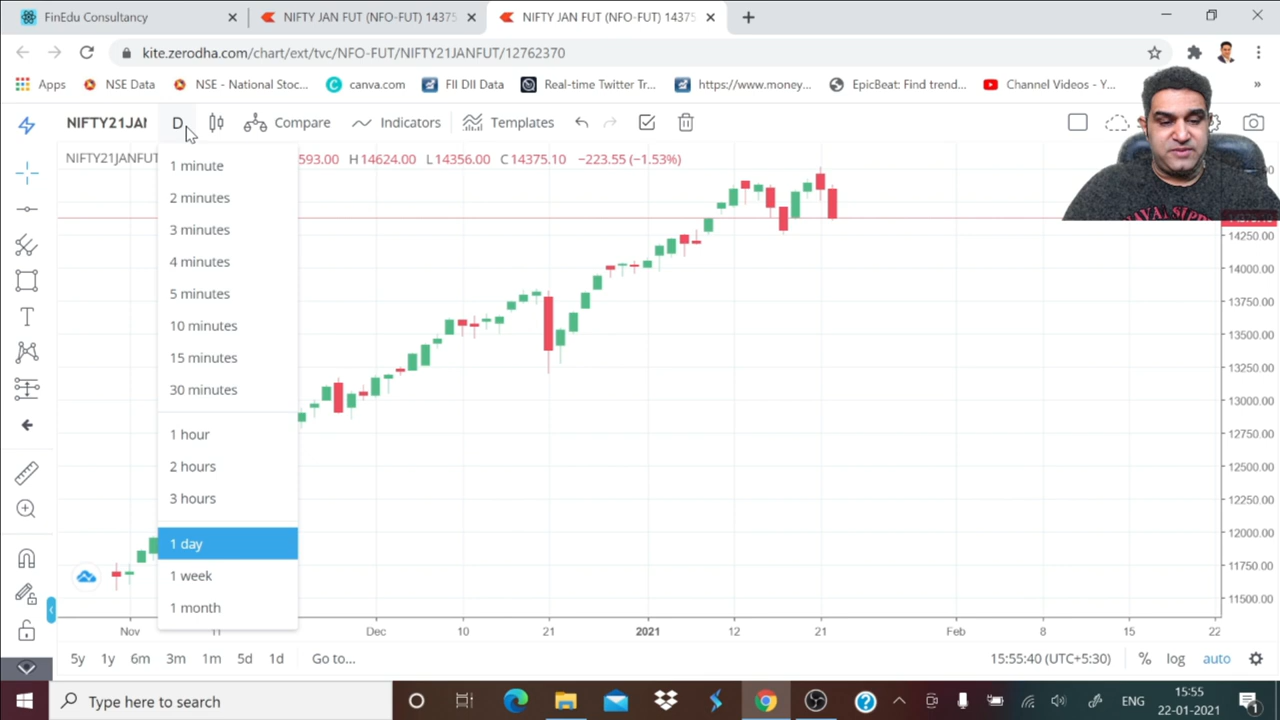 FinEdu Consultancy
NIFTY JAN FUT (NFO-FUT) 14375
NIFTY JAN FUT (NFO-FUT) 14375
kite.zerodha.com/chart/ext/tvc/NFO-FUT/NIFTY21JANFUT/12762370
Apps
NSE Data
NSE - National Stoc...
canva.com
FII DII Data
Real-time Twitter Tr...
https://www.money...
EpicBeat: Find trend...
Channel Videos - Y...
NIFTY21JAN
D
Compare
Indicators
Templates
NIFTY21JANFUT
593.00 H14624.00 L14356.00 C14375.10 −223.55 (−1.53%)
1 minute
2 minutes
3 minutes
4 minutes
5 minutes
10 minutes
15 minutes
30 minutes
1 hour
2 hours
3 hours
1 day
1 week
1 month
14250.00
14000.00
13750.00
13500.00
13250.00
13000.00
12750.00
12500.00
12250.00
12000.00
11750.00
11500.00
Nov
11
Dec
10
21
2021
12
21
Feb
8
15
22
5y 1y 6m 3m 1m 5d 1d Go to...
15:55:40 (UTC+5:30) % log auto
Type here to search
ENG
15:55
22-01-2021
1